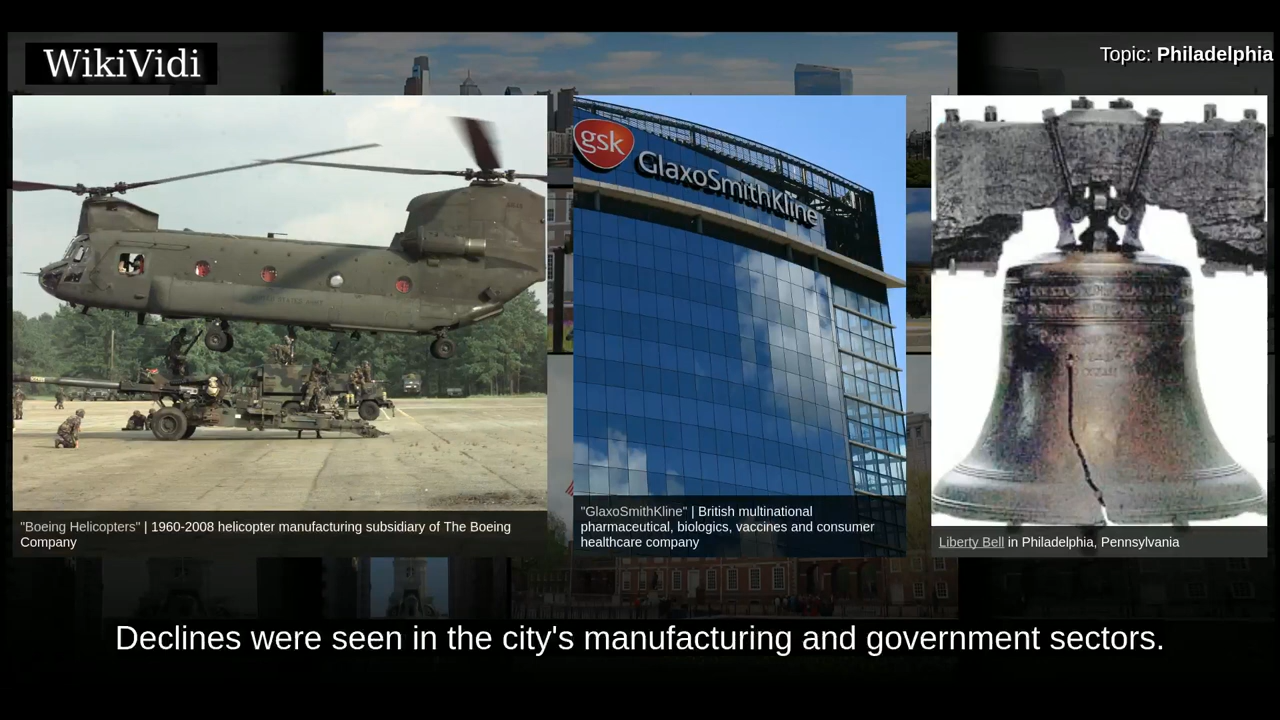 WikiVidi
Topic: Philadelphia
gsk
GlaxoSmithKline
"Boeing Helicopters" | 1960-2008 helicopter manufacturing subsidiary of The Boeing
Company
"GlaxoSmithKline" | British multinational
pharmaceutical, biologics, vaccines and consumer
healthcare company
Liberty Bell in Philadelphia, Pennsylvania
Declines were seen in the city's manufacturing and government sectors.